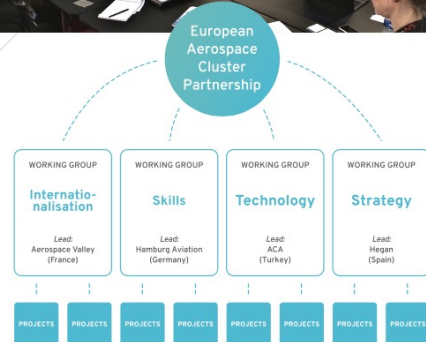 European
Aerospace
Cluster
Partnership
WORKING GROUP
Internatio-
nalisation
Lead:
Aerospace Valley
(France)
WORKING GROUP
Skills
Lead:
Hamburg Aviation
(Germany)
WORKING GROUP
Technology
Lead:
ACA
(Turkey)
WORKING GROUP
Strategy
Lead:
Hegan
(Spain)
PROJECTS PROJECTS PROJECTS PROJECTS PROJECTS PROJECTS PROJECTS PROJECTS